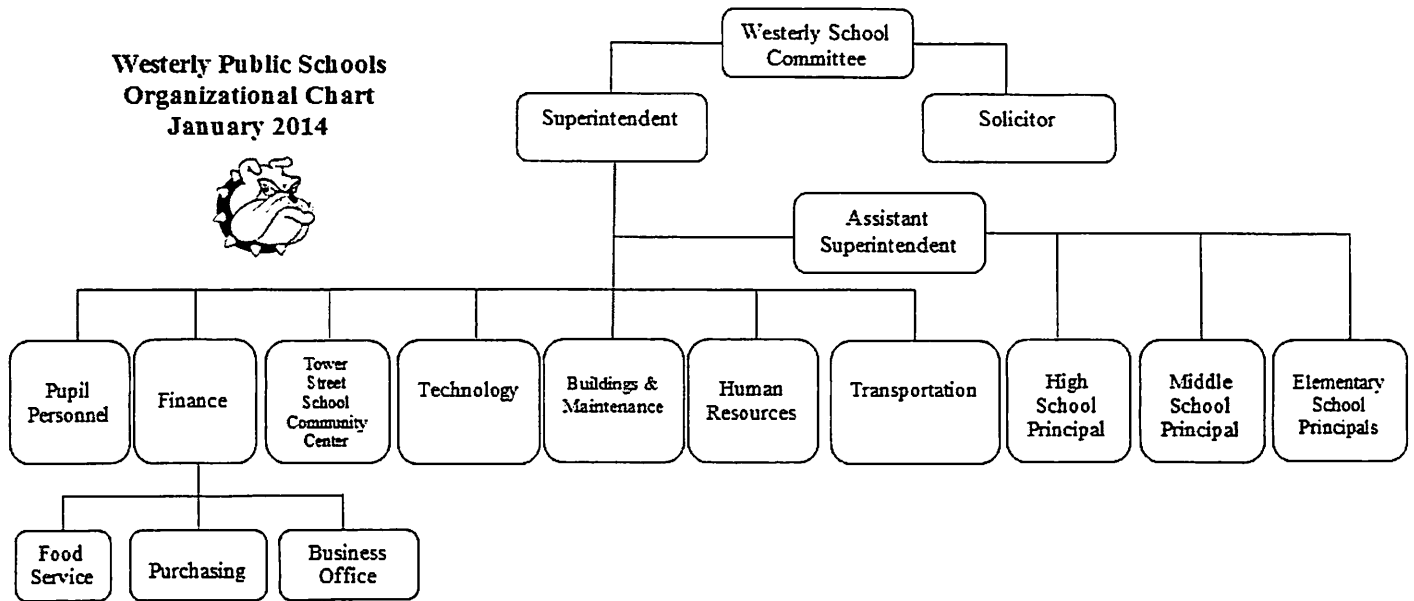 Westerly Public Schools
Organizational Chart
January 2014
Westerly School
Committee
Superintendent
Solicitor
Assistant
Superintendent
Pupil
Personnel
Finance
Tower
Street
School
Community
Center
Technology
Buildings &
Maintenance
Human
Resources
Transportation
High
School
Principal
Middle
School
Principal
Elementary
School
Principals
Food
Service
Purchasing
Business
Office